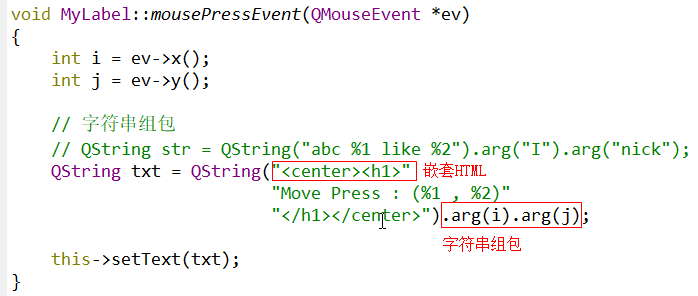 void MyLabel::mousePressEvent(QMouseEvent *ev)
{
    int i = ev->x();
    int j = ev->y();

    // 字符串组包
    // QString str = QString("abc %1 like %2").arg("I").arg("nick");
    QString txt = QString("<center><h1>" 嵌套HTML
                          "Move Press : (%1 , %2)"
                          "</h1></center>").arg(i).arg(j);
字符串组包
    this->setText(txt);
}